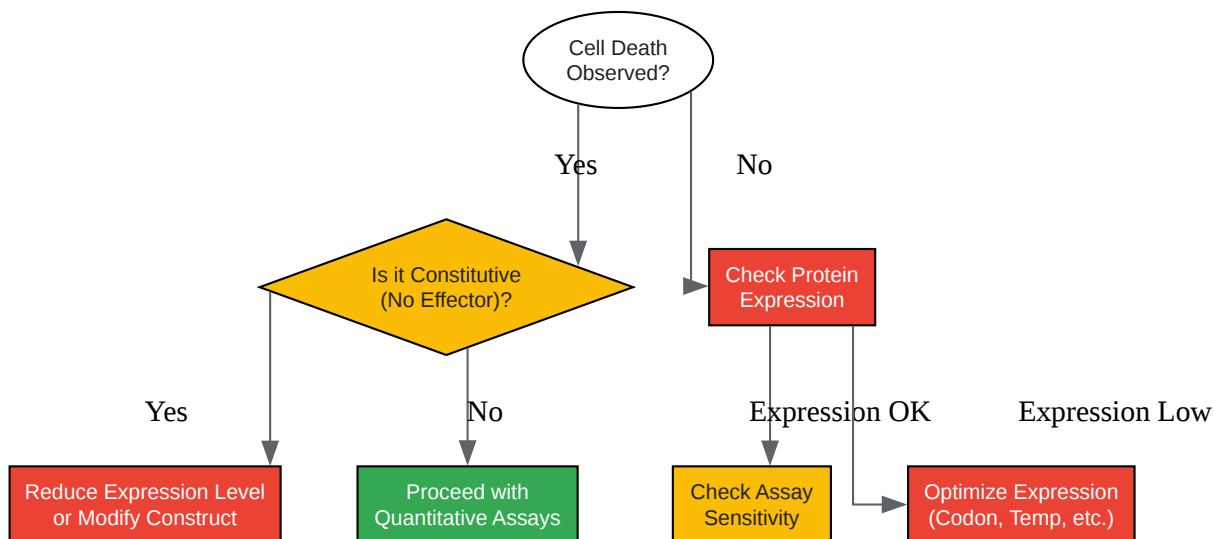 Cell Death
Observed?
Yes
No
Is it Constitutive
(No Effector)?
Check Protein
Expression
Yes
No
Expression OK
Expression Low
Reduce Expression Level
or Modify Construct
Proceed with
Quantitative Assays
Check Assay
Sensitivity
Optimize Expression
(Codon, Temp, etc.)